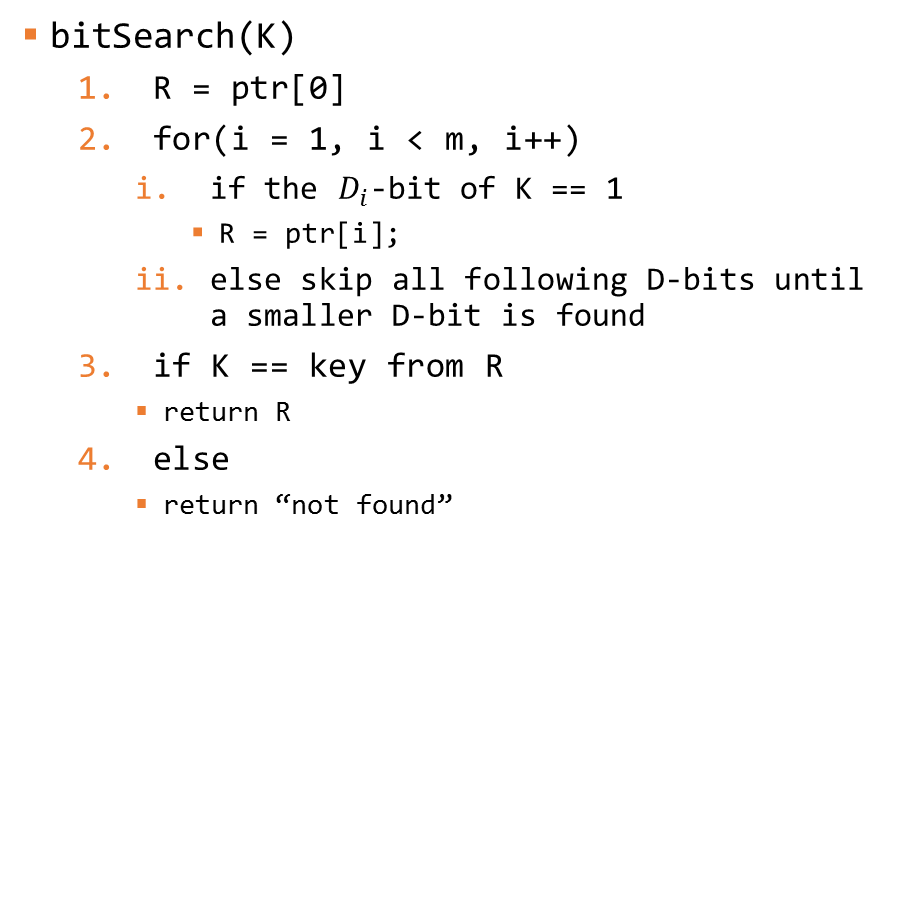 ▪ bitSearch(K)
1. R = ptr[0]
2. for(i = 1, i < m, i++)
i. if the Dᵢ-bit of K == 1
▪ R = ptr[i];
ii. else skip all following D-bits until
a smaller D-bit is found
3. if K == key from R
▪ return R
4. else
▪ return “not found”